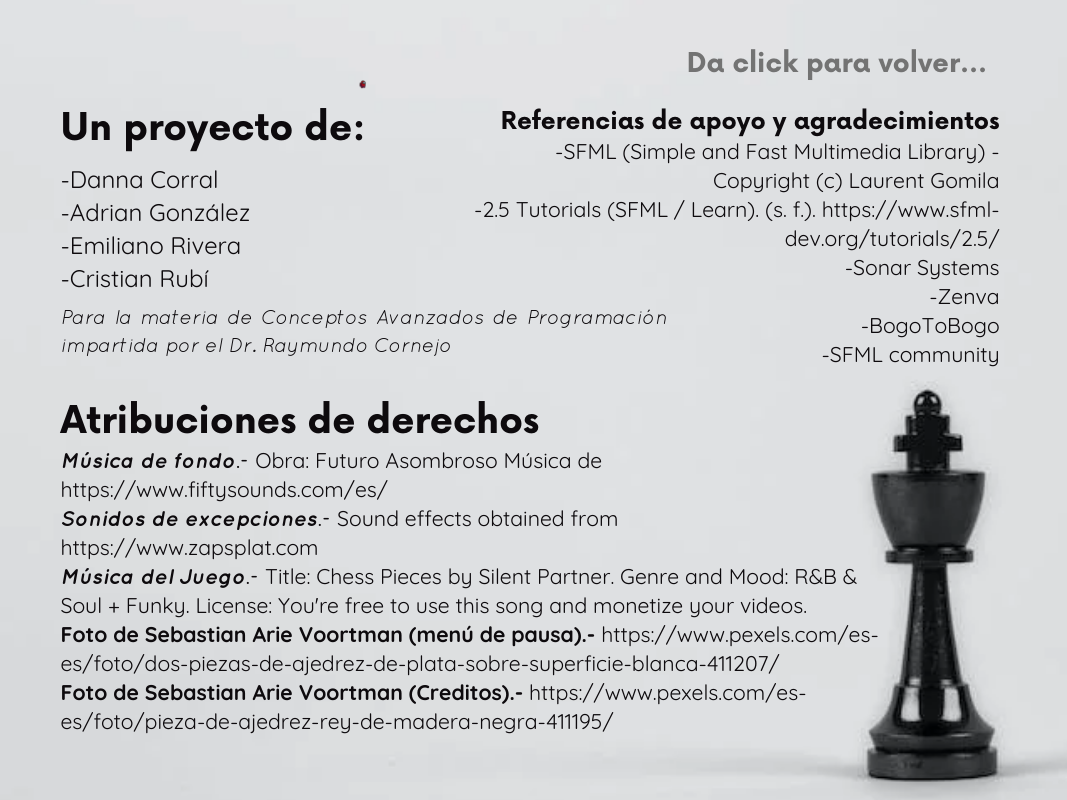 Da click para volver...
Un proyecto de:
-Danna Corral
-Adrian González
-Emiliano Rivera
-Cristian Rubí
Para la materia de Conceptos Avanzados de Programación
impartida por el Dr. Raymundo Cornejo
Referencias de apoyo y agradecimientos
-SFML (Simple and Fast Multimedia Library) -
Copyright (c) Laurent Gomila
-2.5 Tutorials (SFML / Learn). (s. f.). https://www.sfml-
dev.org/tutorials/2.5/
-Sonar Systems
-Zenva
-BogoToBogo
-SFML community
Atribuciones de derechos
Música de fondo.- Obra: Futuro Asombroso Música de
https://www.fiftysounds.com/es/
Sonidos de excepciones.- Sound effects obtained from
https://www.zapsplat.com
Música del Juego.- Title: Chess Pieces by Silent Partner. Genre and Mood: R&B &
Soul + Funky. License: You're free to use this song and monetize your videos.
Foto de Sebastian Arie Voortman (menú de pausa).- https://www.pexels.com/es-
es/foto/dos-piezas-de-ajedrez-de-plata-sobre-superficie-blanca-411207/
Foto de Sebastian Arie Voortman (Creditos).- https://www.pexels.com/es-
es/foto/pieza-de-ajedrez-rey-de-madera-negra-411195/